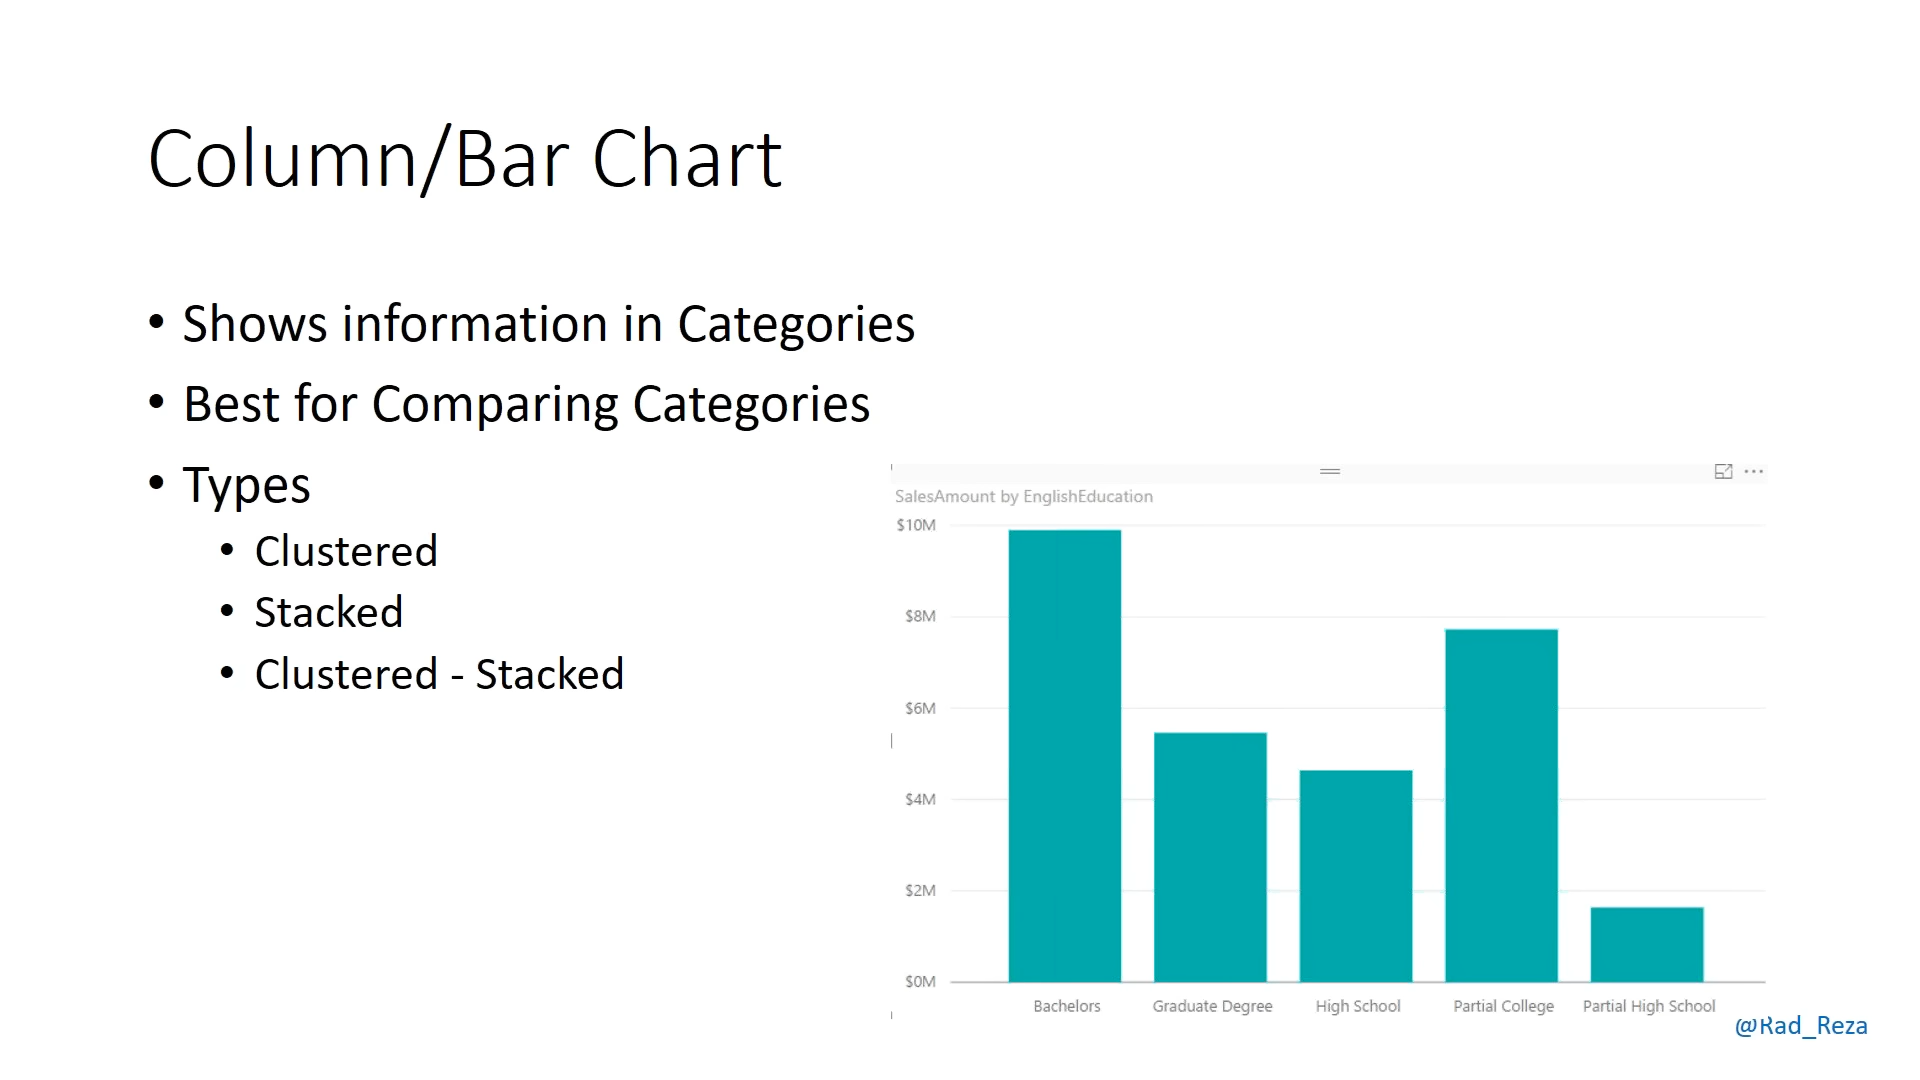 Column/Bar Chart
• Shows information in Categories
• Best for Comparing Categories
• Types
• Clustered
• Stacked
• Clustered - Stacked
SalesAmount by EnglishEducation
$10M
$8M
$6M
$4M
$2M
$0M
Bachelors Graduate Degree High School Partial College Partial High School
@Rad_Reza